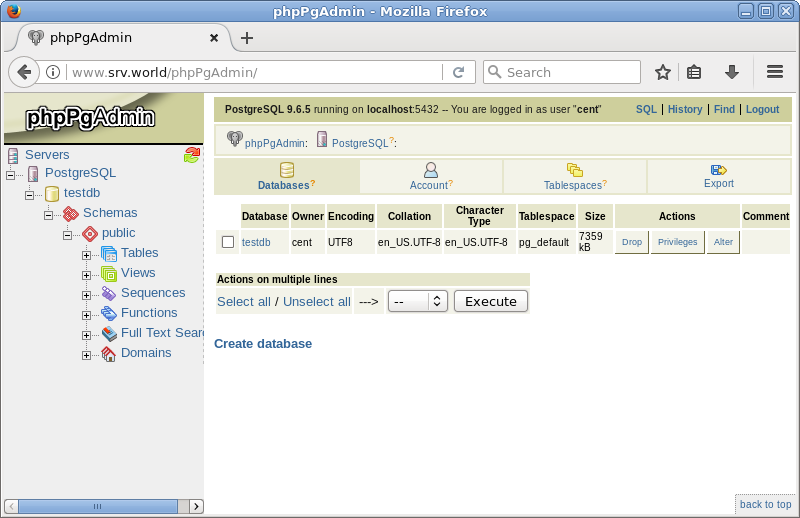 phpPgAdmin - Mozilla Firefox
phpPgAdmin
www.srv.world/phpPgAdmin/
Search
phpPgAdmin
Servers
PostgreSQL
testdb
Schemas
public
Tables
Views
Sequences
Functions
Full Text Sear
Domains
PostgreSQL 9.6.5 running on localhost:5432 -- You are logged in as user "cent"
SQL | History | Find | Logout
phpPgAdmin: PostgreSQL?:
Databases? Account? Tablespaces? Export
Database Owner Encoding Collation Character Type Tablespace Size Actions Comment
testdb cent UTF8 en_US.UTF-8 en_US.UTF-8 pg_default 7359 kB Drop Privileges Alter
Actions on multiple lines
Select all / Unselect all ---> -- Execute
Create database
back to top